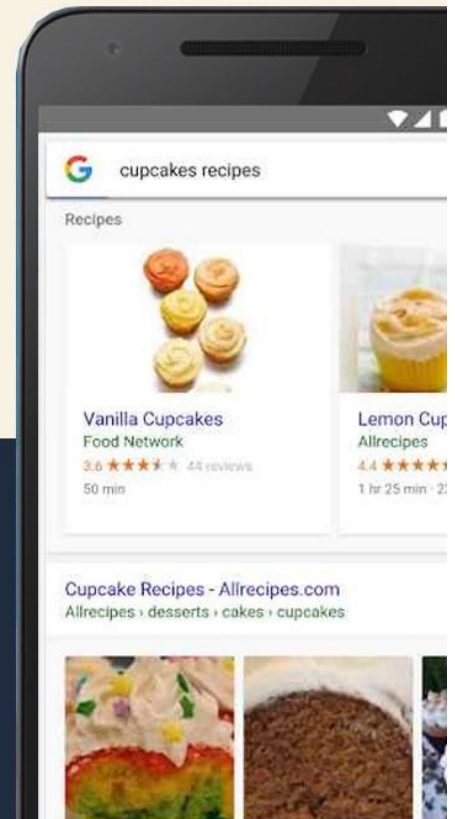 cupcakes recipes
Recipes
Vanilla Cupcakes
Food Network
3.6 ★★★★★ 44 reviews
50 min
Lemon Cup
Allrecipes
4.4 ★★★★★
1 hr 25 min ·
Cupcake Recipes - Allrecipes.com
Allrecipes › desserts › cakes › cupcakes